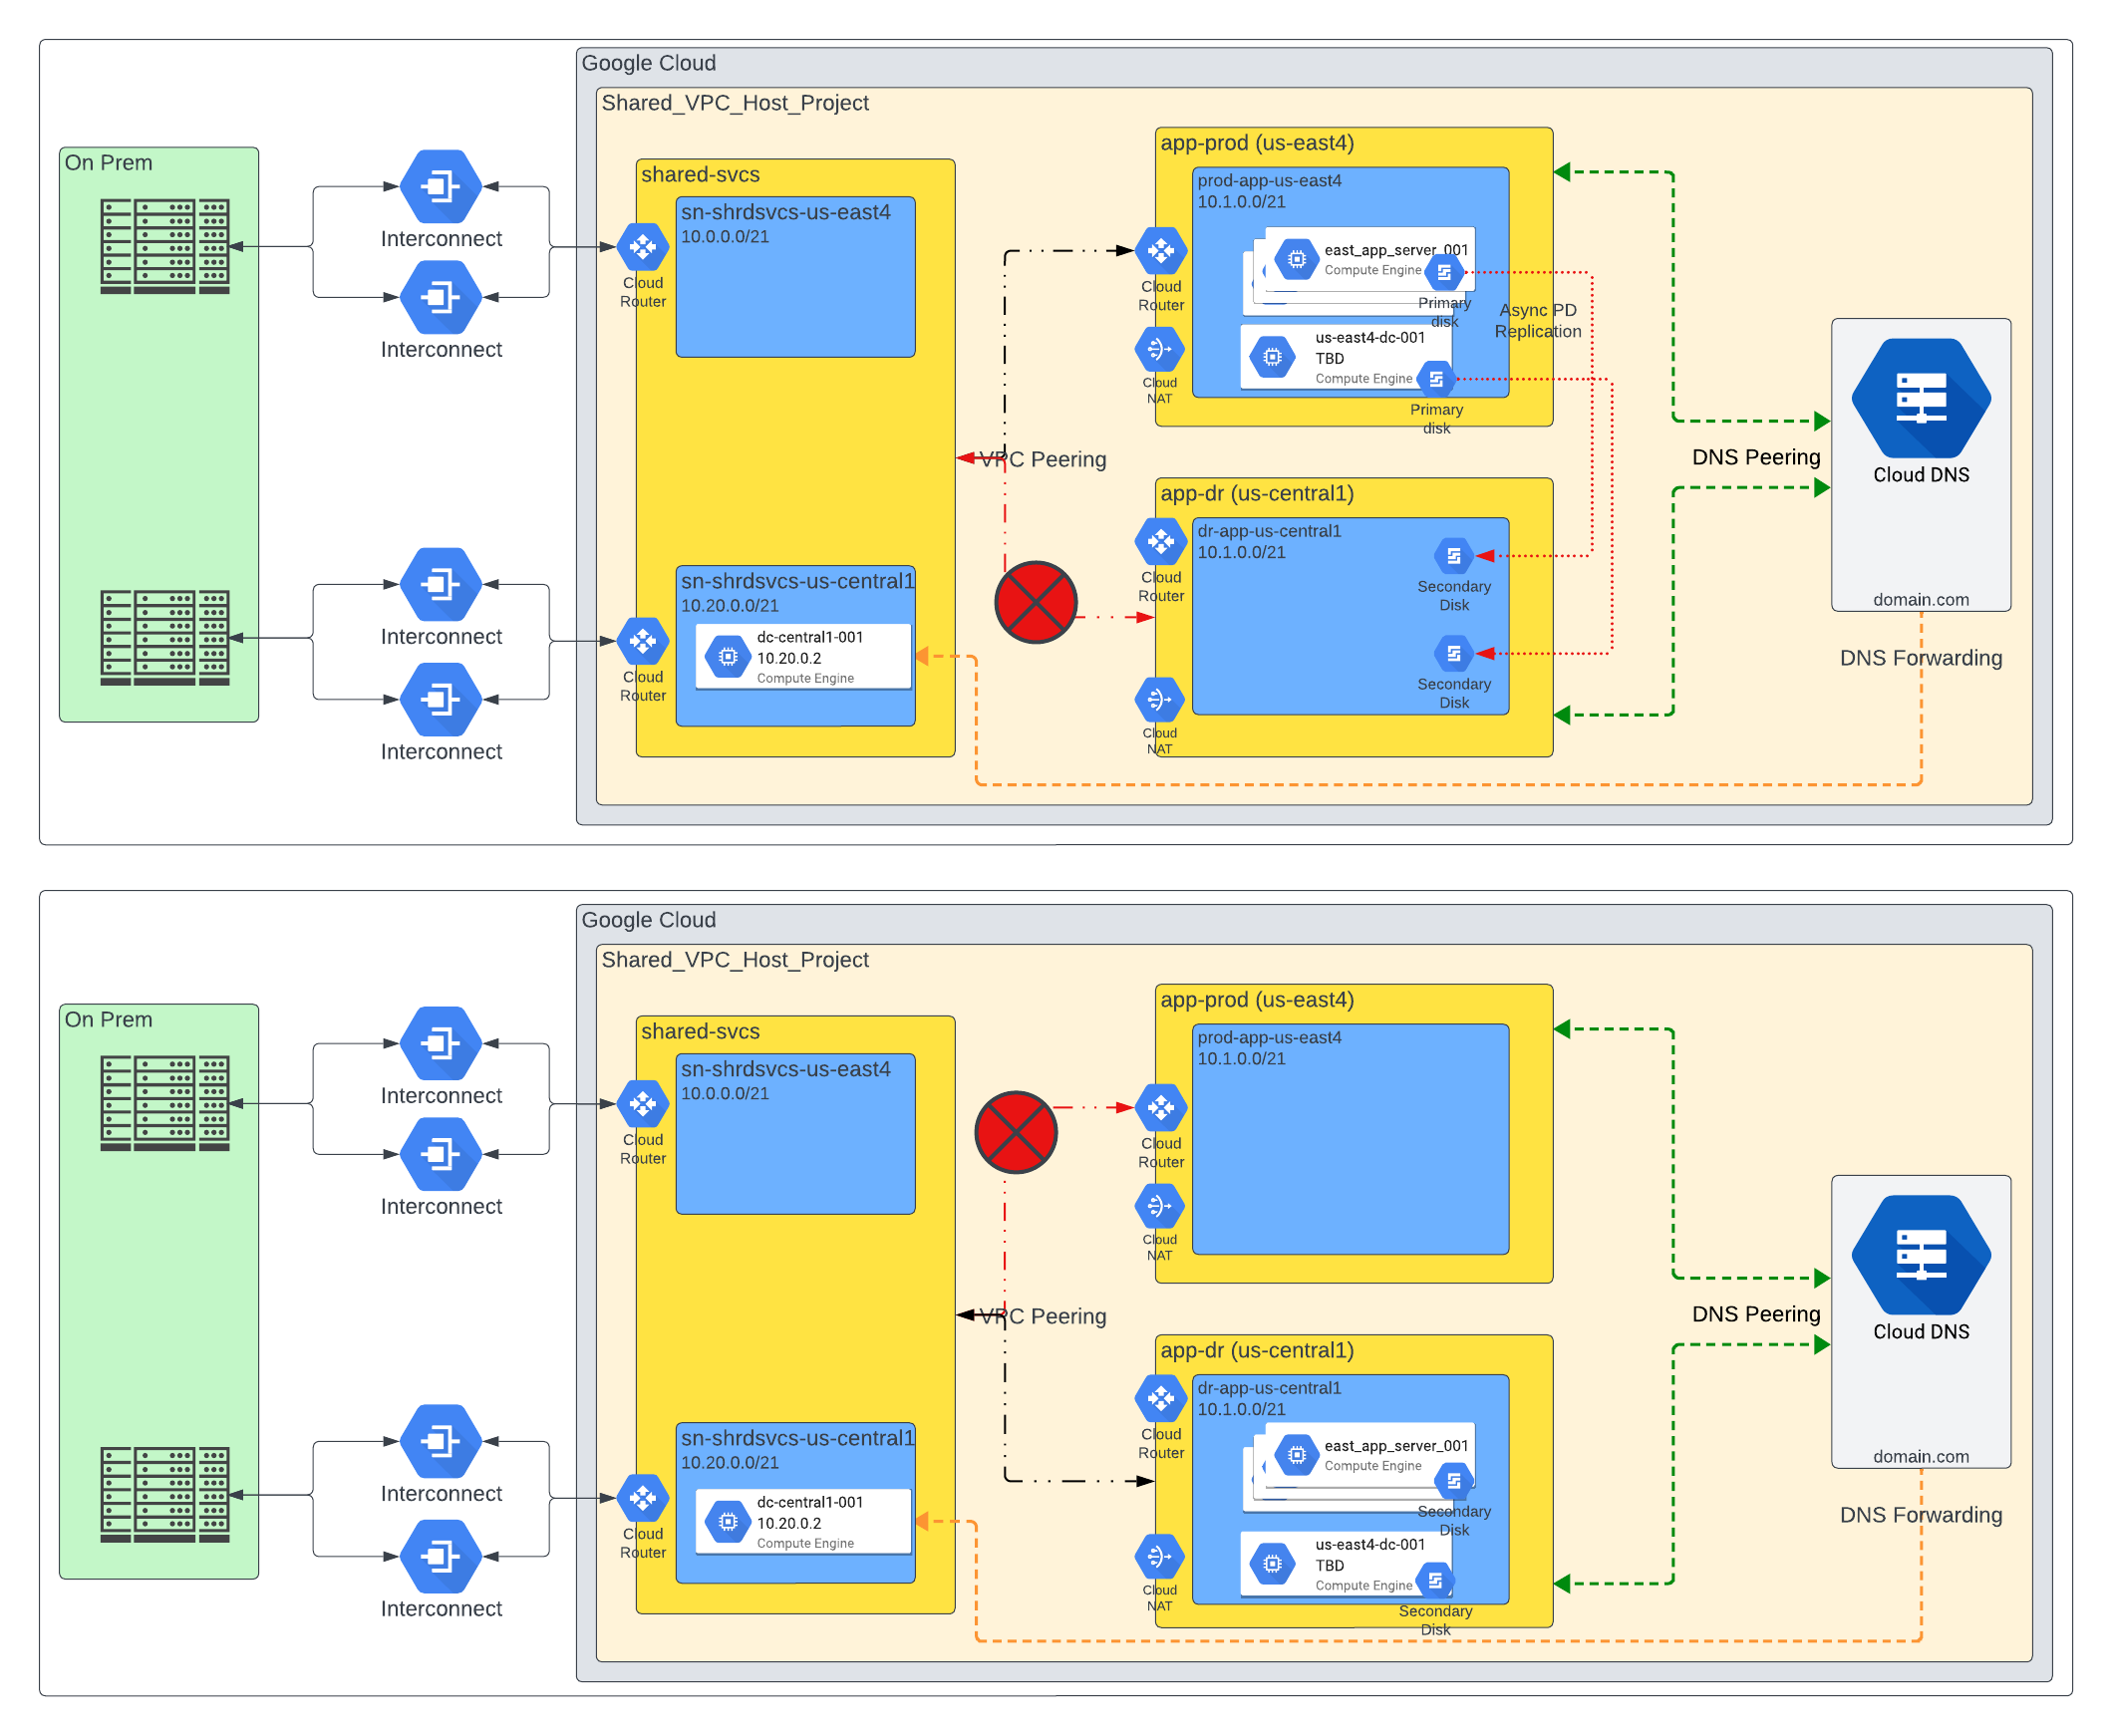 Google Cloud
Shared_VPC_Host_Project
On Prem
Interconnect
Interconnect
Interconnect
Interconnect
shared-svcs
sn-shrdsvcs-us-east4
10.0.0.0/21
Cloud
Router
sn-shrdsvcs-us-central1
10.20.0.0/21
dc-central1-001
10.20.0.2
Compute Engine
Cloud
Router
VPC Peering
app-prod (us-east4)
prod-app-us-east4
10.1.0.0/21
east_app_server_001
Compute Engine
Primary
disk
us-east4-dc-001
TBD
Compute Engine
Primary
disk
Cloud
Router
Cloud
NAT
Async PD
Replication
app-dr (us-central1)
dr-app-us-central1
10.1.0.0/21
Secondary
Disk
Secondary
Disk
Cloud
Router
Cloud
NAT
DNS Peering
Cloud DNS
domain.com
DNS Forwarding
Google Cloud
Shared_VPC_Host_Project
On Prem
Interconnect
Interconnect
Interconnect
Interconnect
shared-svcs
sn-shrdsvcs-us-east4
10.0.0.0/21
Cloud
Router
sn-shrdsvcs-us-central1
10.20.0.0/21
dc-central1-001
10.20.0.2
Compute Engine
Cloud
Router
VPC Peering
app-prod (us-east4)
prod-app-us-east4
10.1.0.0/21
Cloud
Router
Cloud
NAT
app-dr (us-central1)
dr-app-us-central1
10.1.0.0/21
east_app_server_001
Compute Engine
Secondary
Disk
us-east4-dc-001
TBD
Compute Engine
Secondary
Disk
Cloud
Router
Cloud
NAT
DNS Peering
Cloud DNS
domain.com
DNS Forwarding